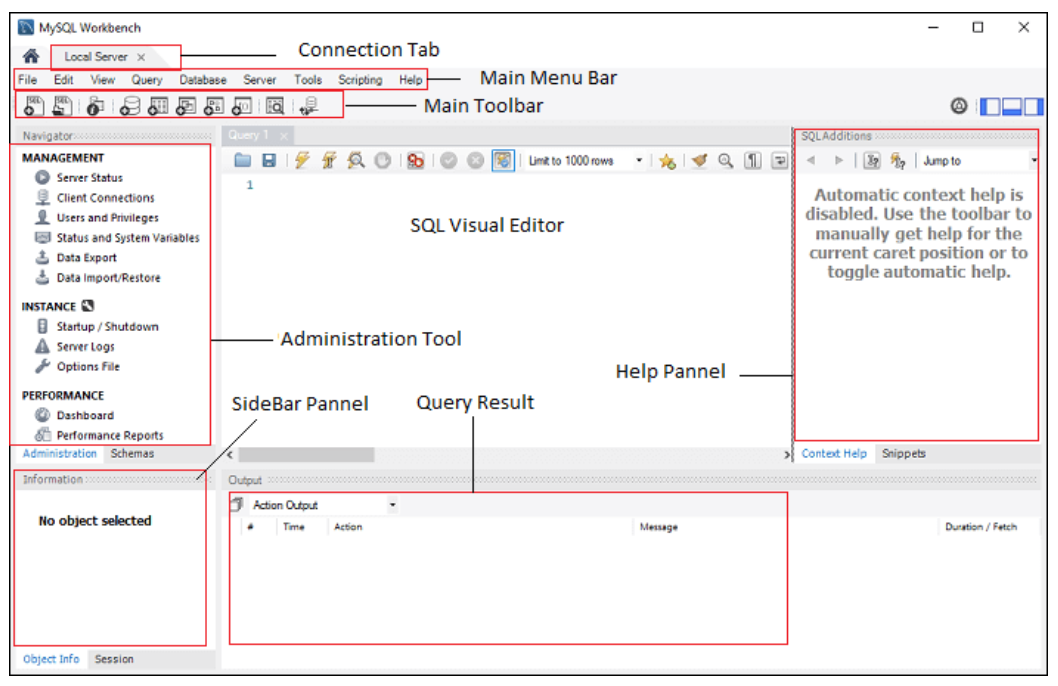 MySQL Workbench
Local Server ×
Connection Tab
File Edit View Query Database Server Tools Scripting Help
Main Menu Bar
Main Toolbar
Navigator
MANAGEMENT
Server Status
Client Connections
Users and Privileges
Status and System Variables
Data Export
Data Import/Restore
INSTANCE
Startup / Shutdown
Server Logs
Options File
PERFORMANCE
Dashboard
Performance Reports
Administration Schemas
Administration Tool
Query 1 ×
Limit to 1000 rows
1
SQL Visual Editor
SQLAdditions
Jump to
Automatic context help is
disabled. Use the toolbar to
manually get help for the
current caret position or to
toggle automatic help.
Help Pannel
Context Help Snippets
SideBar Pannel
Query Result
Information
No object selected
Object Info Session
Output
Action Output
# Time Action Message Duration / Fetch